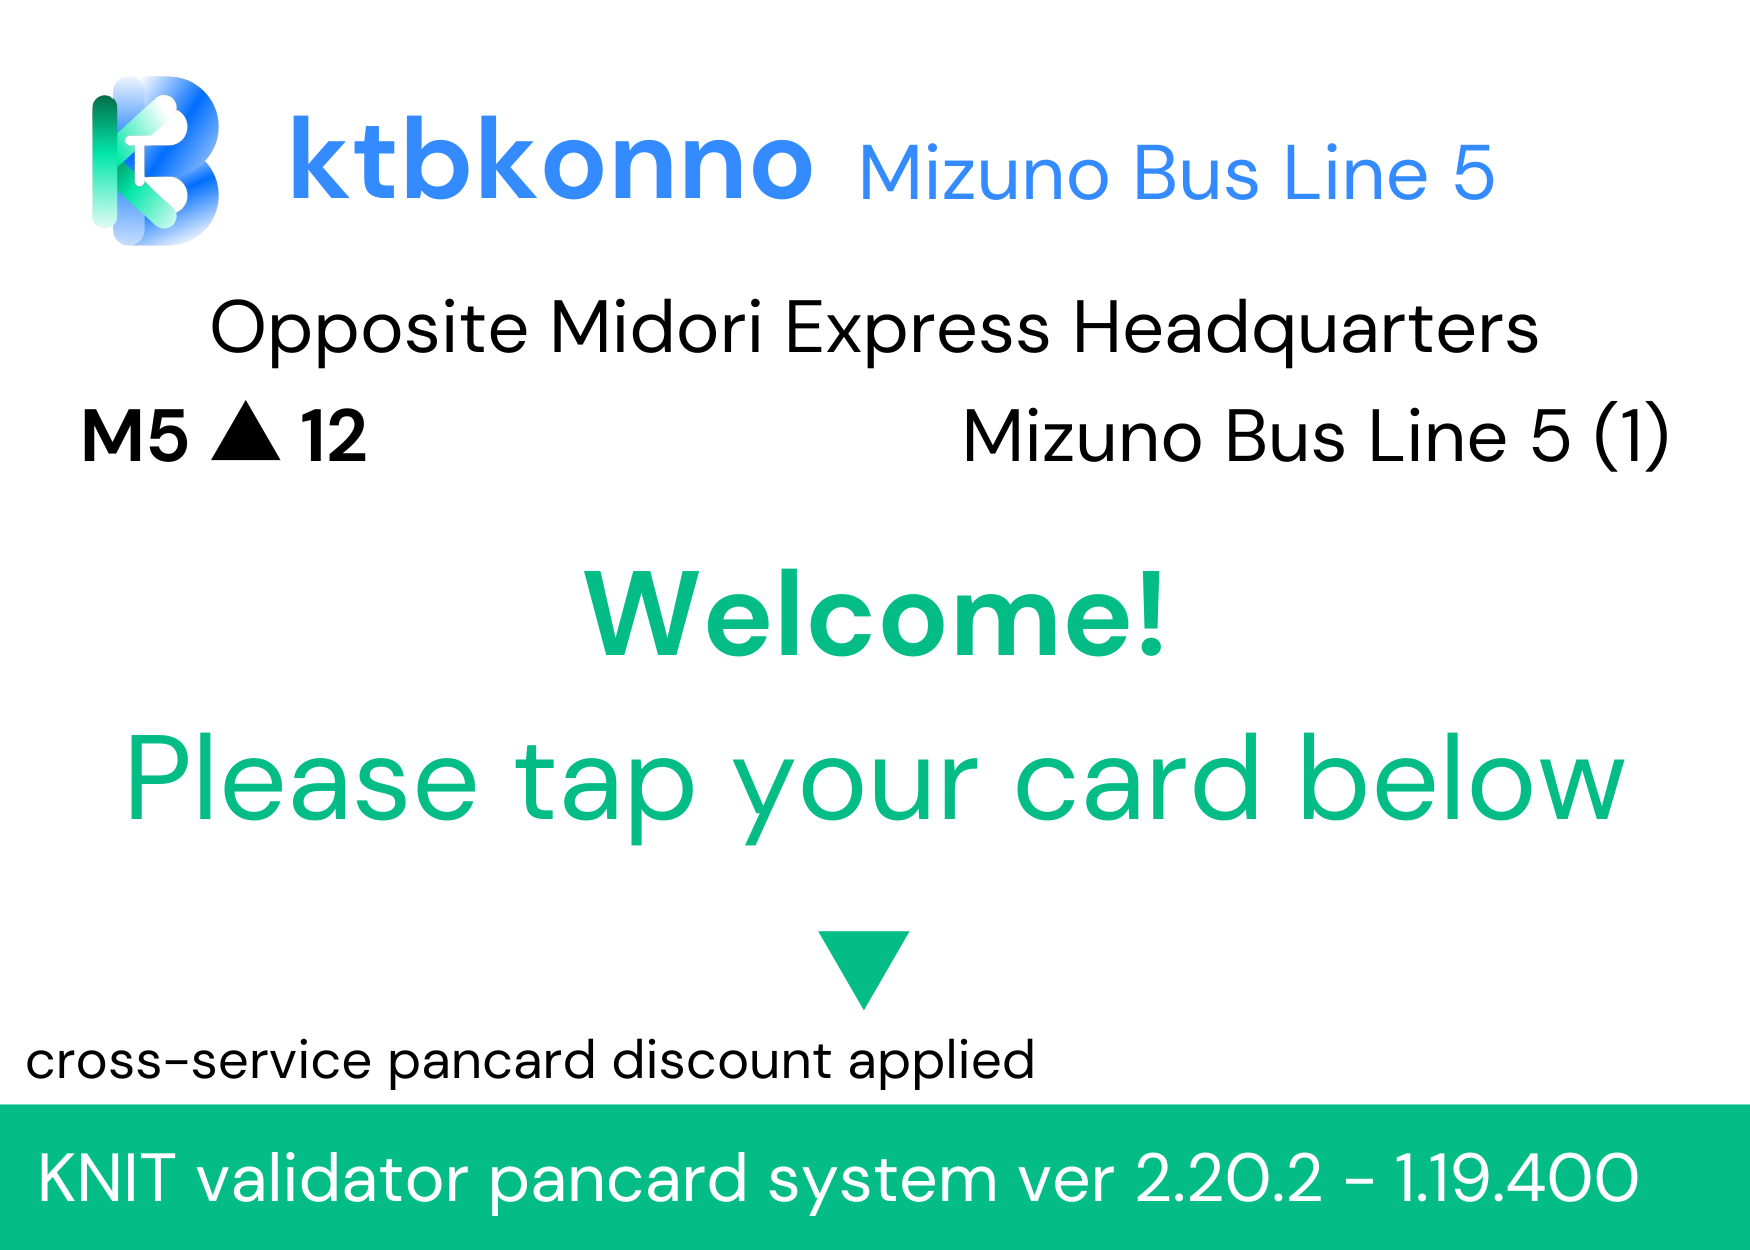 ktbkonno Mizuno Bus Line 5
Opposite Midori Express Headquarters
M5 ▲ 12 Mizuno Bus Line 5 (1)
Welcome!
Please tap your card below
▼
cross-service pancard discount applied
KNIT validator pancard system ver 2.20.2 - 1.19.400